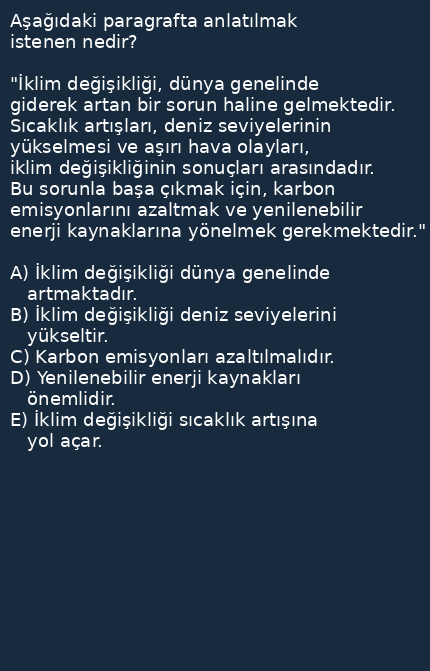 Aşağıdaki paragrafta anlatılmak
istenen nedir?
"İklim değişikliği, dünya genelinde
giderek artan bir sorun haline gelmektedir.
Sıcaklık artışları, deniz seviyelerinin
yükselmesi ve aşırı hava olayları,
iklim değişikliğinin sonuçları arasındadır.
Bu sorunla başa çıkmak için, karbon
emisyonlarını azaltmak ve yenilenebilir
enerji kaynaklarına yönelmek gerekmektedir."
A) İklim değişikliği dünya genelinde
artmaktadır.
B) İklim değişikliği deniz seviyelerini
yükseltir.
C) Karbon emisyonları azaltılmalıdır.
D) Yenilenebilir enerji kaynakları
önemlidir.
E) İklim değişikliği sıcaklık artışına
yol açar.